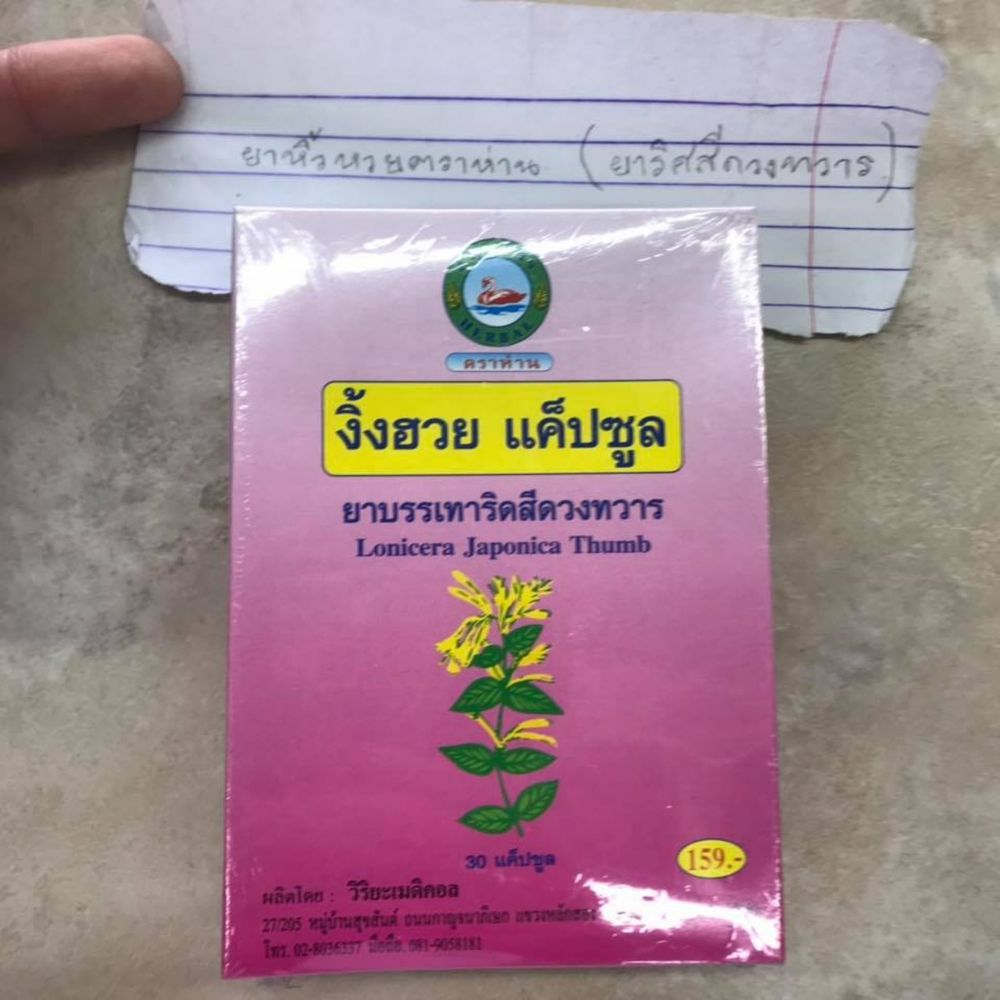 ยาหิ้วหวยตราห่าน (ยาริศสีดวงทวาร)
HERBAL
ตราห่าน
งิ้งฮวย แค็ปซูล
ยาบรรเทาริดสีดวงทวาร
Lonicera Japonica Thumb
30 แค็ปซูล
159.-
ผลิตโดย : วิริยะเมดิคอล
27/205 หมู่บ้านสุขสันต์ ถนนกาญจนาภิเษก แขวงหลักสอง
โทร. 02-8036337 มือถือ. 081-9058181